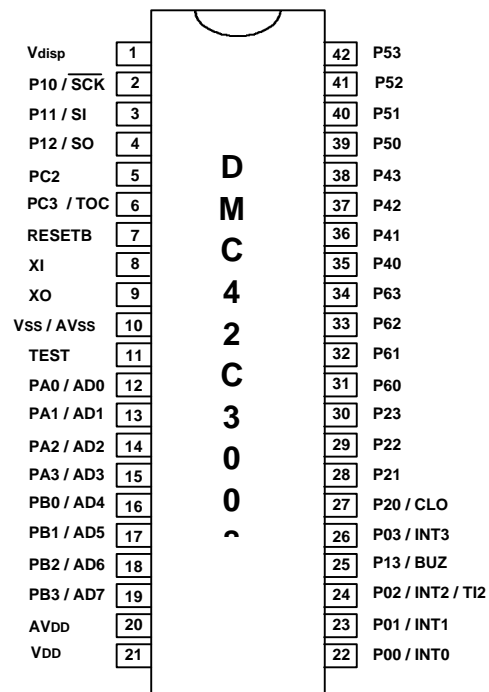 Vdisp 1 42 P53
P10 / SCK 2 41 P52
P11 / SI 3 40 P51
P12 / SO 4 39 P50
PC2 5 38 P43
PC3 / TOC 6 37 P42
RESETB 7 36 P41
XI 8 35 P40
XO 9 34 P63
VSS / AVSS 10 33 P62
TEST 11 32 P61
PA0 / AD0 12 31 P60
PA1 / AD1 13 30 P23
PA2 / AD2 14 29 P22
PA3 / AD3 15 28 P21
PB0 / AD4 16 27 P20 / CLO
PB1 / AD5 17 26 P03 / INT3
PB2 / AD6 18 25 P13 / BUZ
PB3 / AD7 19 24 P02 / INT2 / TI2
AVDD 20 23 P01 / INT1
VDD 21 22 P00 / INT0
D
M
C
4
2
C
3
0
0